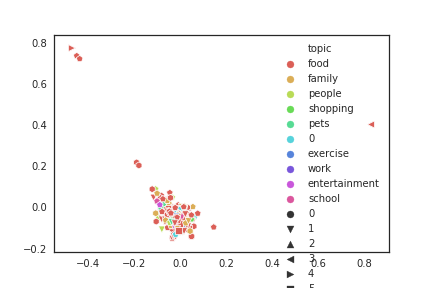 topic
food
family
people
shopping
pets
0
exercise
work
entertainment
school
0
1
2
3
4
5
0.8
0.6
0.4
0.2
0.0
−0.2
−0.4
−0.2
0.0
0.2
0.4
0.6
0.8